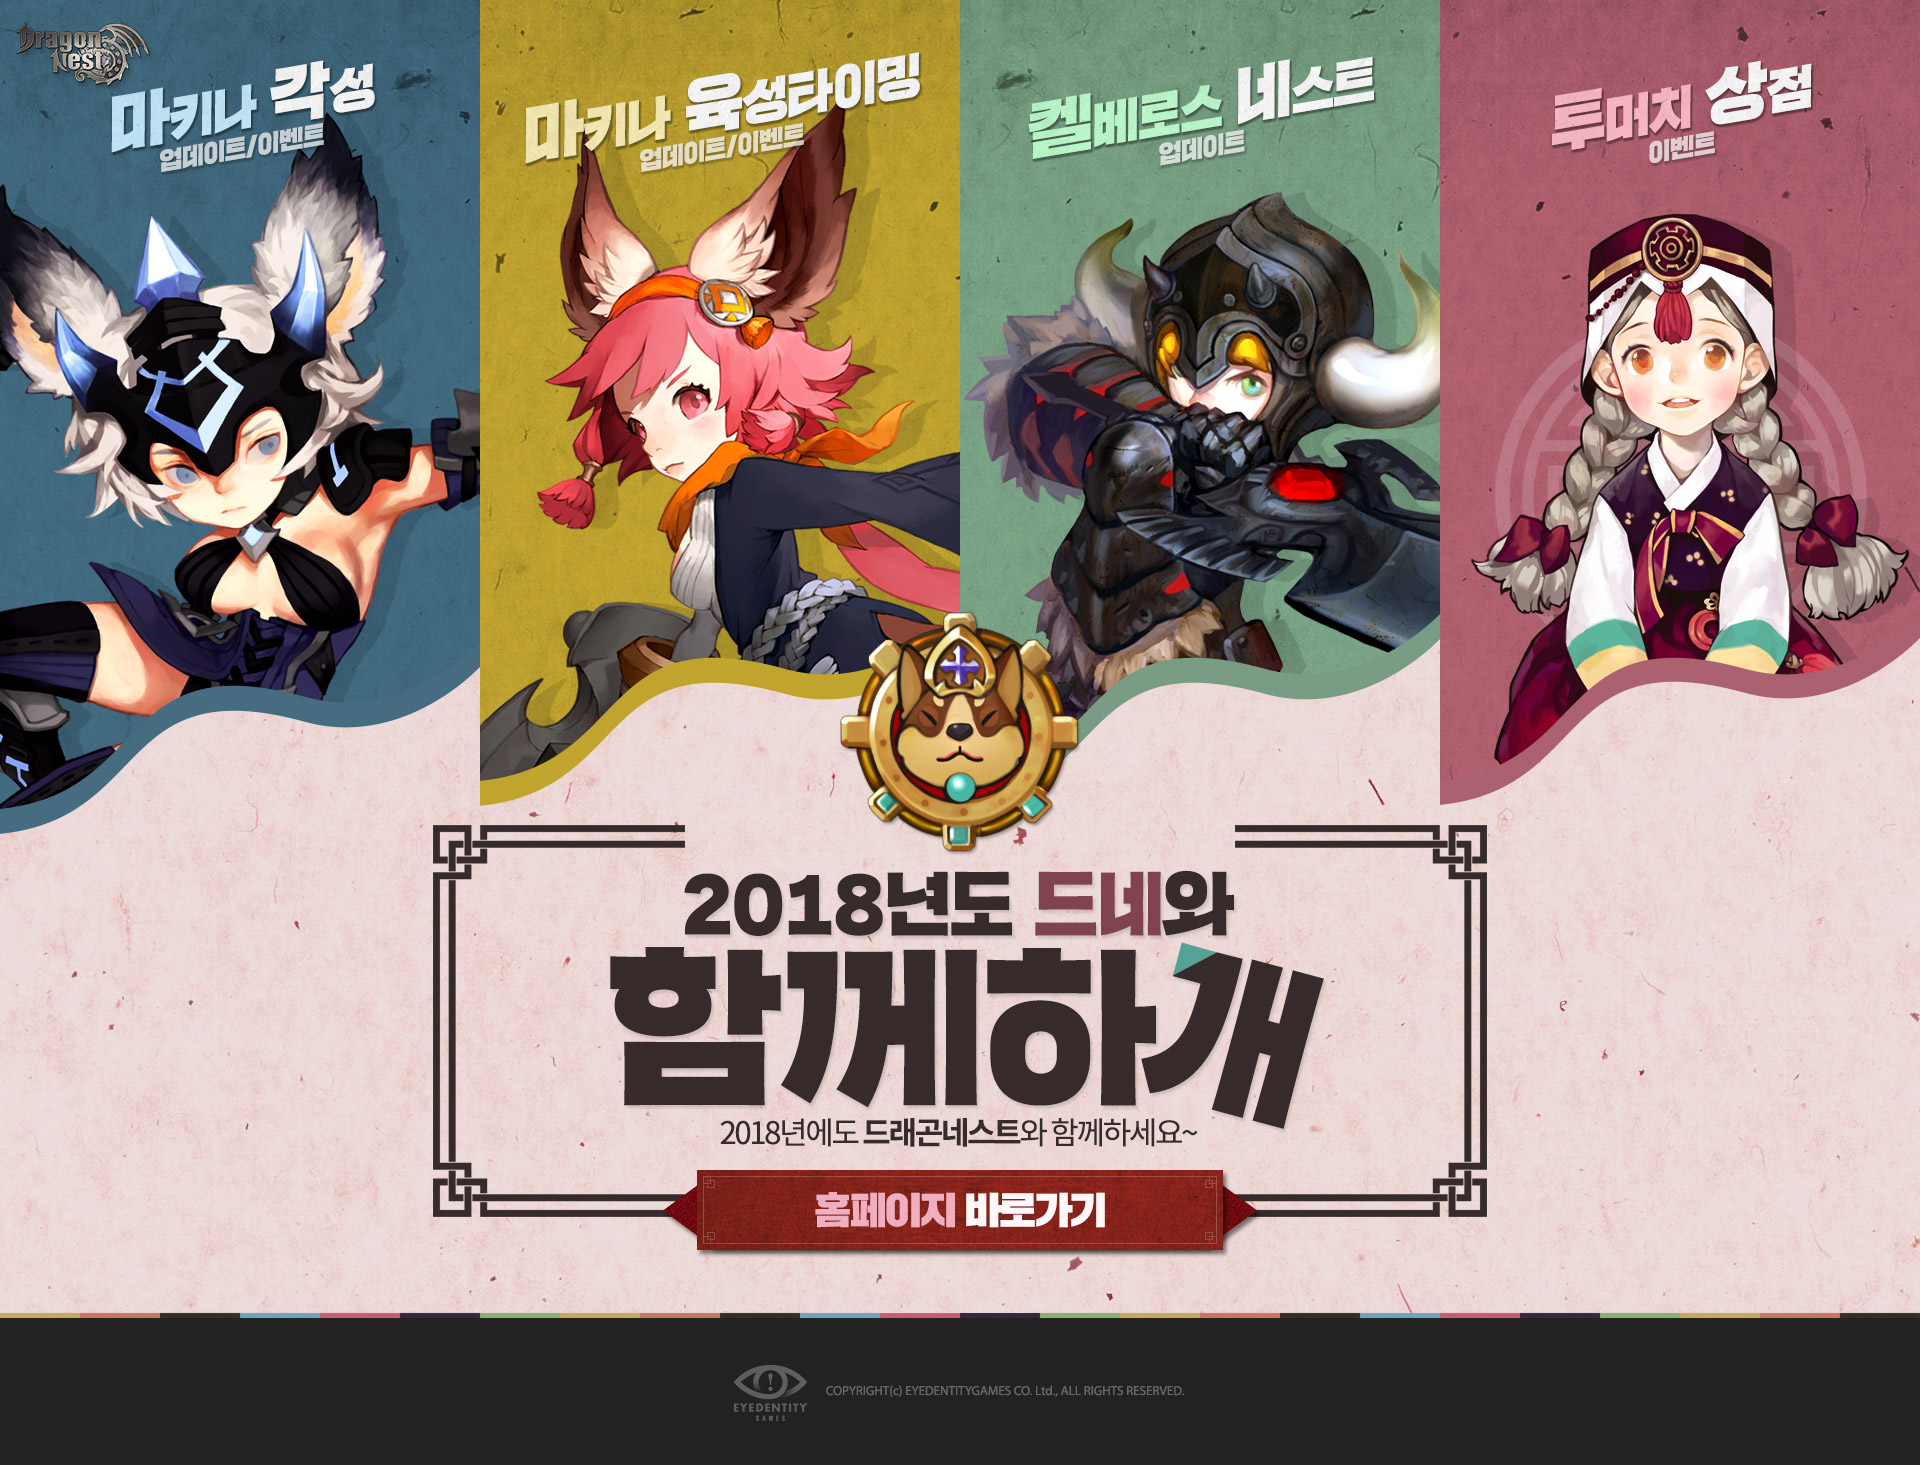 Dragon
Nest
마키나 각성
업데이트/이벤트
마키나 육성타이밍
업데이트/이벤트
켈베로스 네스트
업데이트
투머치 상점
이벤트
2018년도 드네와
함께하개
2018년에도 드래곤네스트와 함께하세요~
홈페이지 바로가기
EYEDENTITY
GAMES
COPYRIGHT(c) EYEDENTITYGAMES CO. Ltd., ALL RIGHTS RESERVED.